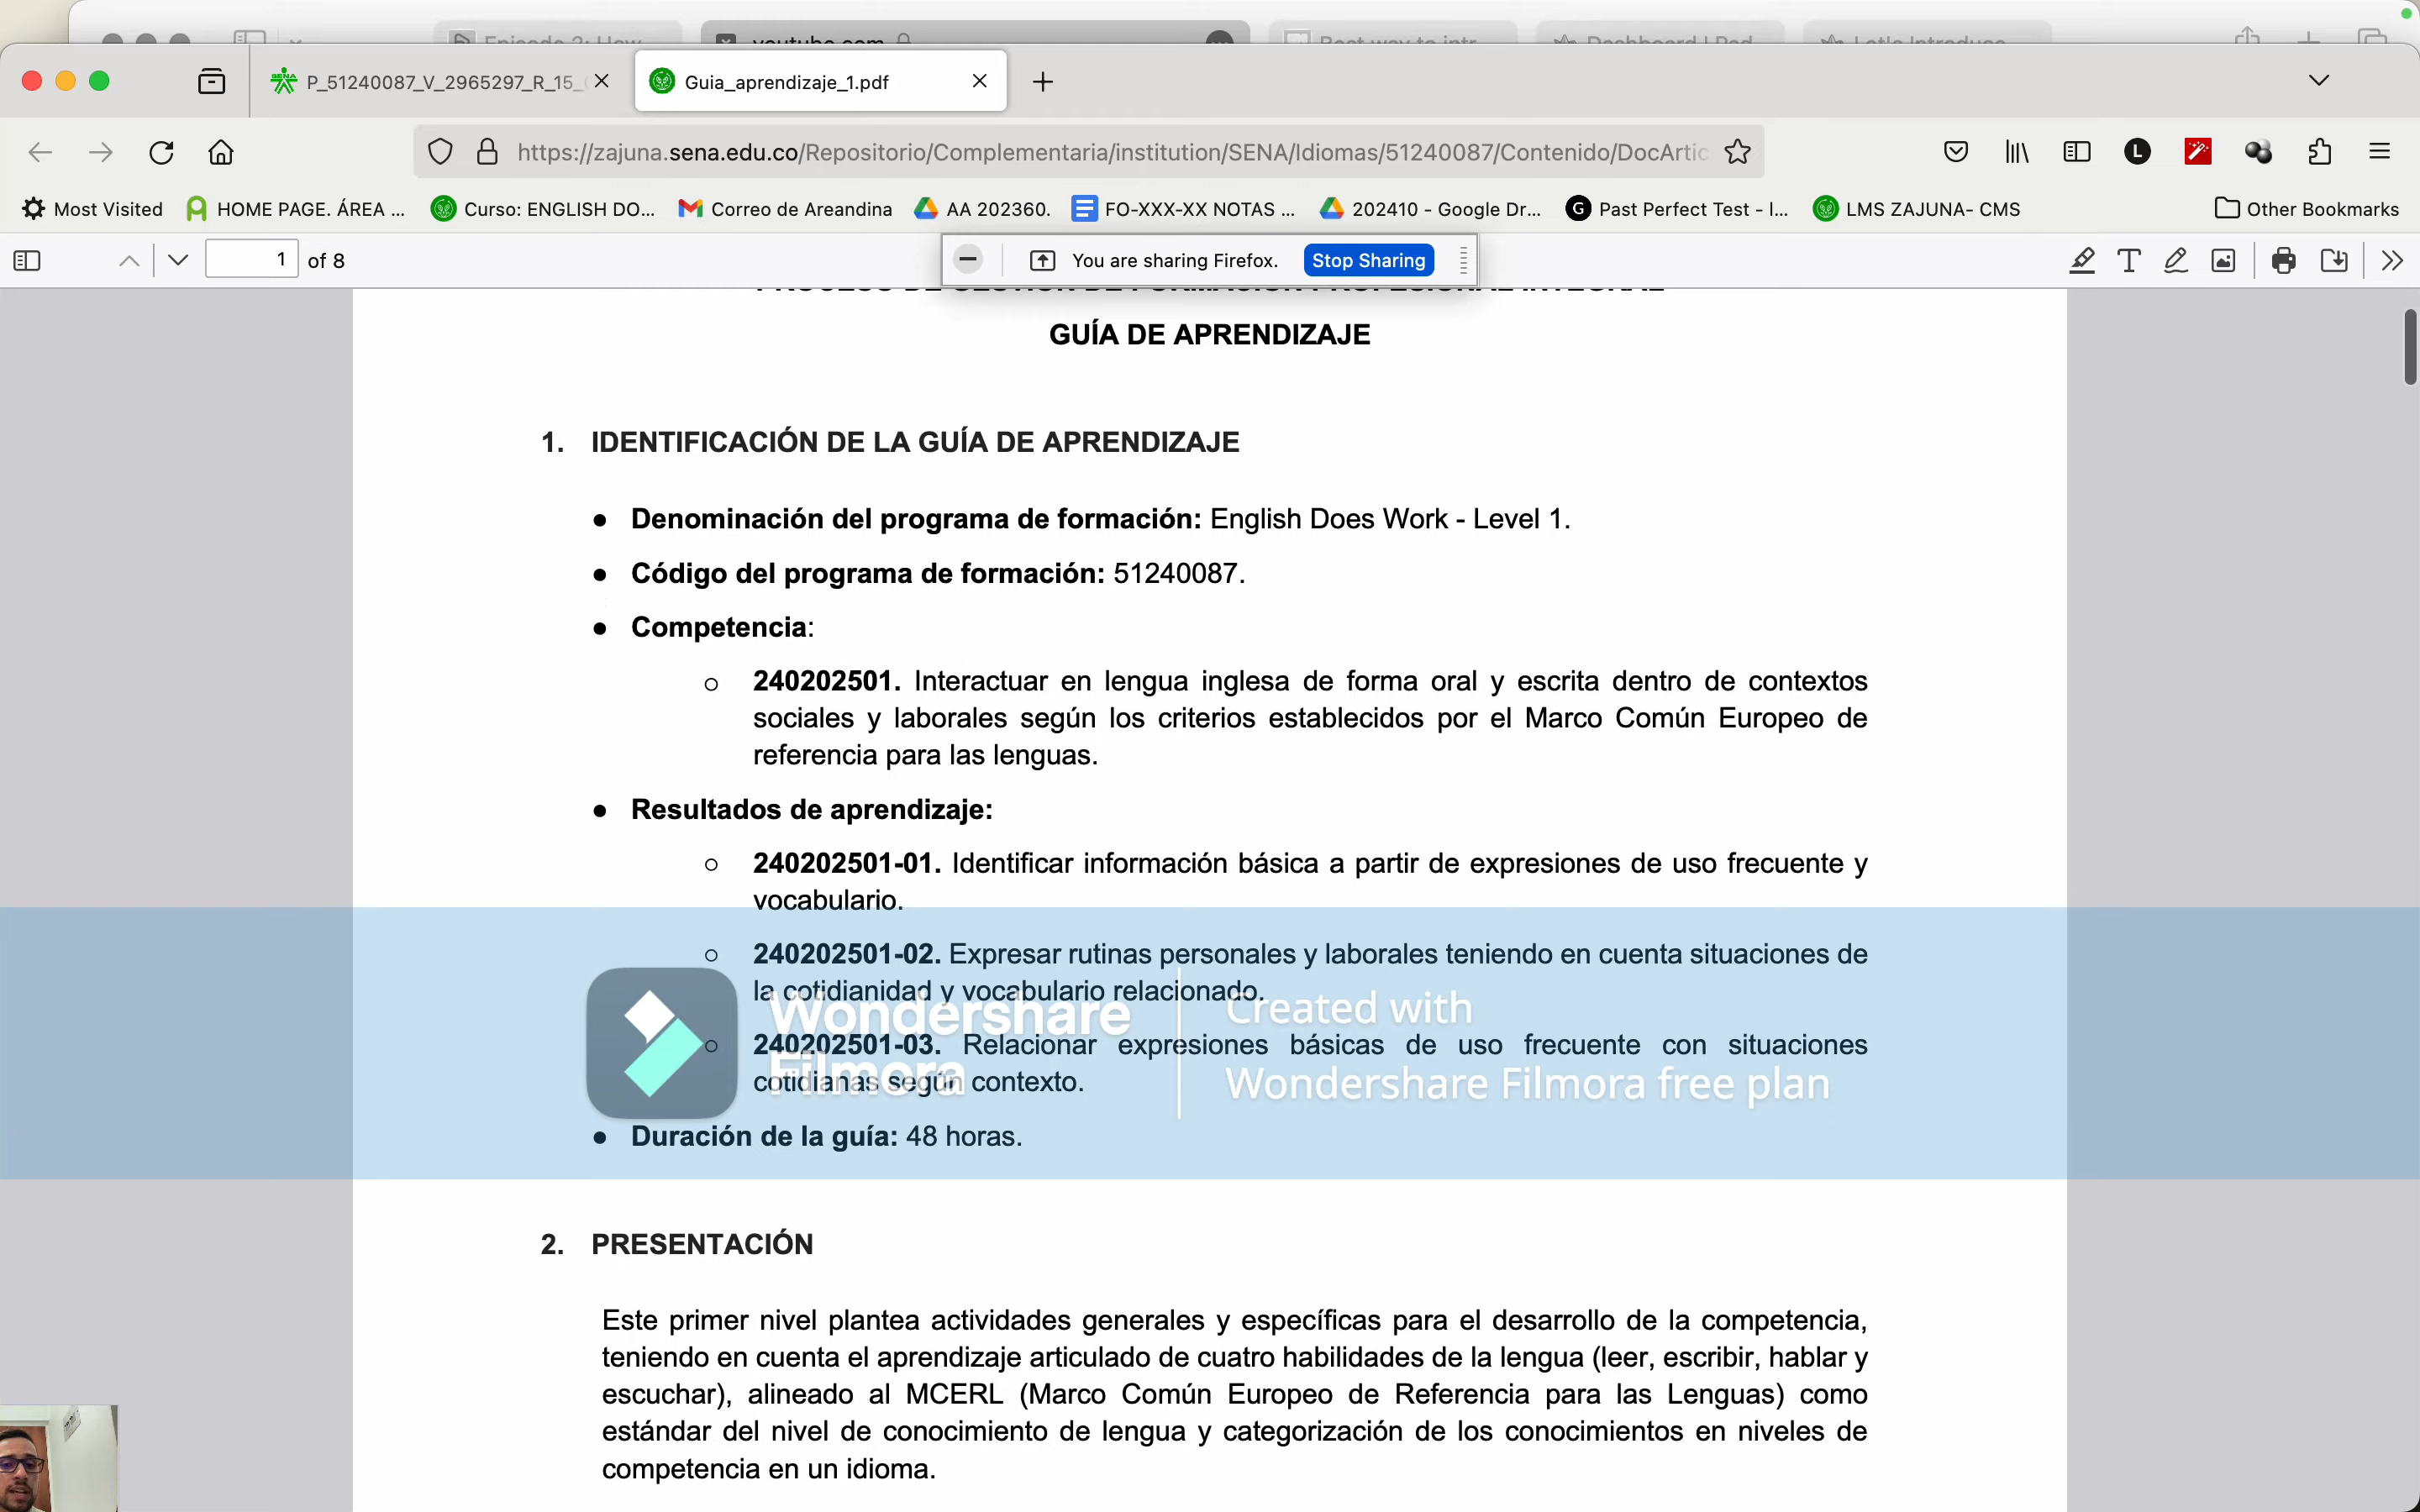 P_51240087_V_2965297_R_15_
Guia_aprendizaje_1.pdf
https://zajuna.sena.edu.co/Repositorio/Complementaria/institution/SENA/Idiomas/51240087/Contenido/DocArtic
Most Visited
HOME PAGE. ÁREA ...
Curso: ENGLISH DO...
Correo de Areandina
AA 202360.
FO-XXX-XX NOTAS ...
202410 - Google Dr...
Past Perfect Test - I...
LMS ZAJUNA- CMS
Other Bookmarks
1 of 8
You are sharing Firefox.
Stop Sharing
PROCESO DE GESTIÓN DE FORMACIÓN PROFESIONAL INTEGRAL
GUÍA DE APRENDIZAJE
1. IDENTIFICACIÓN DE LA GUÍA DE APRENDIZAJE
● Denominación del programa de formación: English Does Work - Level 1.
● Código del programa de formación: 51240087.
● Competencia:
○ 240202501. Interactuar en lengua inglesa de forma oral y escrita dentro de contextos
sociales y laborales según los criterios establecidos por el Marco Común Europeo de
referencia para las lenguas.
● Resultados de aprendizaje:
○ 240202501-01. Identificar información básica a partir de expresiones de uso frecuente y
vocabulario.
○ 240202501-02. Expresar rutinas personales y laborales teniendo en cuenta situaciones de
la cotidianidad y vocabulario relacionado.
○ 240202501-03. Relacionar expresiones básicas de uso frecuente con situaciones
cotidianas según contexto.
Wondershare
Filmora
Created with
Wondershare Filmora free plan
● Duración de la guía: 48 horas.
2. PRESENTACIÓN
Este primer nivel plantea actividades generales y específicas para el desarrollo de la competencia,
teniendo en cuenta el aprendizaje articulado de cuatro habilidades de la lengua (leer, escribir, hablar y
escuchar), alineado al MCERL (Marco Común Europeo de Referencia para las Lenguas) como
estándar del nivel de conocimiento de lengua y categorización de los conocimientos en niveles de
competencia en un idioma.